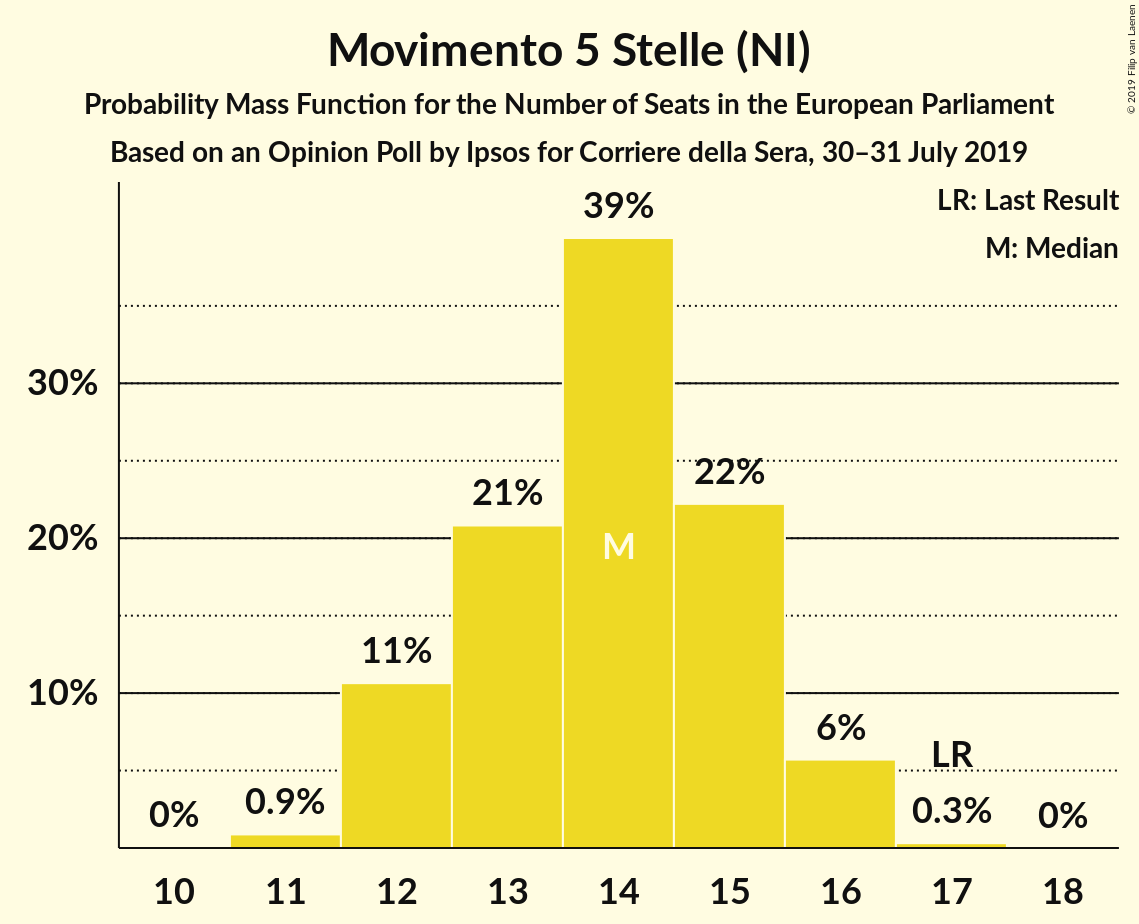 Movimento 5 Stelle (NI)
Probability Mass Function for the Number of Seats in the European Parliament
Based on an Opinion Poll by Ipsos for Corriere della Sera, 30–31 July 2019
© 2019 Filip van Laenen
LR: Last Result
M: Median
39%
30%
22%
21%
20%
M
11%
10%
6%
LR
0.9%
0.3%
0%
0%
10 11 12 13 14 15 16 17 18